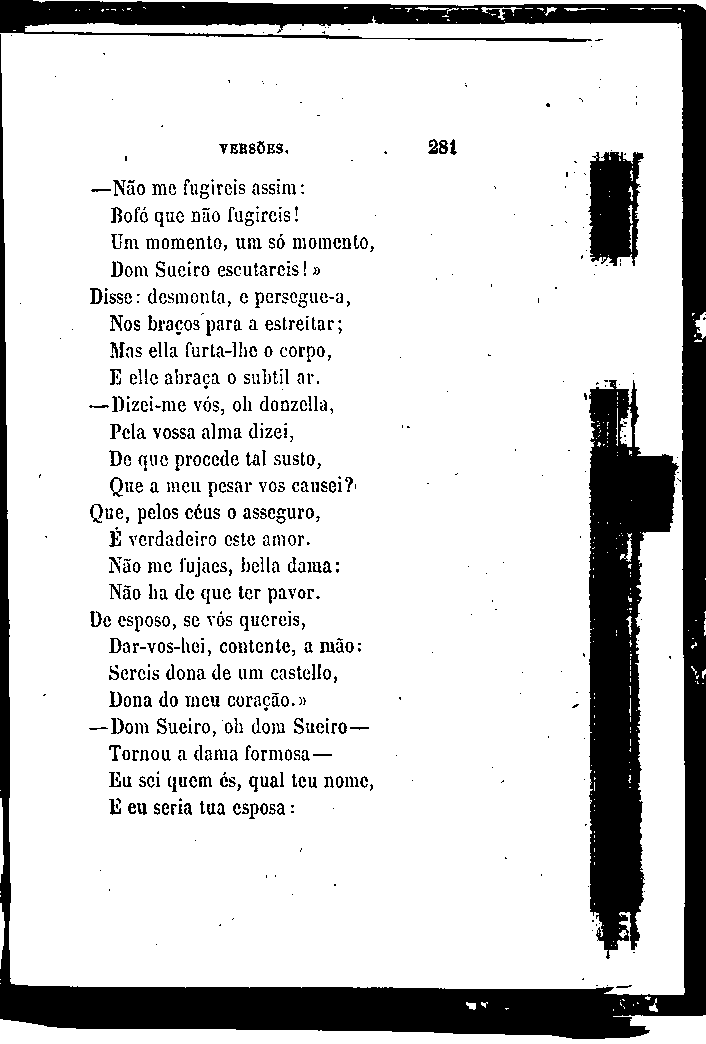 VERSÕES. 281
—Não me fugireis assim:
Bofé que não fugireis!
Um momento, um só momento,
Dom Sueiro escutareis!»
Disse: desmonta, e persegue-a,
Nos braços para a estreitar;
Mas ella furta-lhe o corpo,
E elle abraça o subtil ar.
—Dizei-me vós, oh donzella,
Pela vossa alma dizei,
De que procede tal susto,
Que a meu pesar vos causei?
Que, pelos céus o asseguro,
É verdadeiro este amor.
Não me fujaes, bella dama:
Não ha de que ter pavor.
De esposo, se vós quereis,
Dar-vos-hei, contente, a mão:
Sereis dona de um castello,
Dona do meu coração.»
—Dom Sueiro, oh dom Sueiro—
Tornou a dama formosa—
Eu sei quem és, qual teu nome,
E eu seria tua esposa: